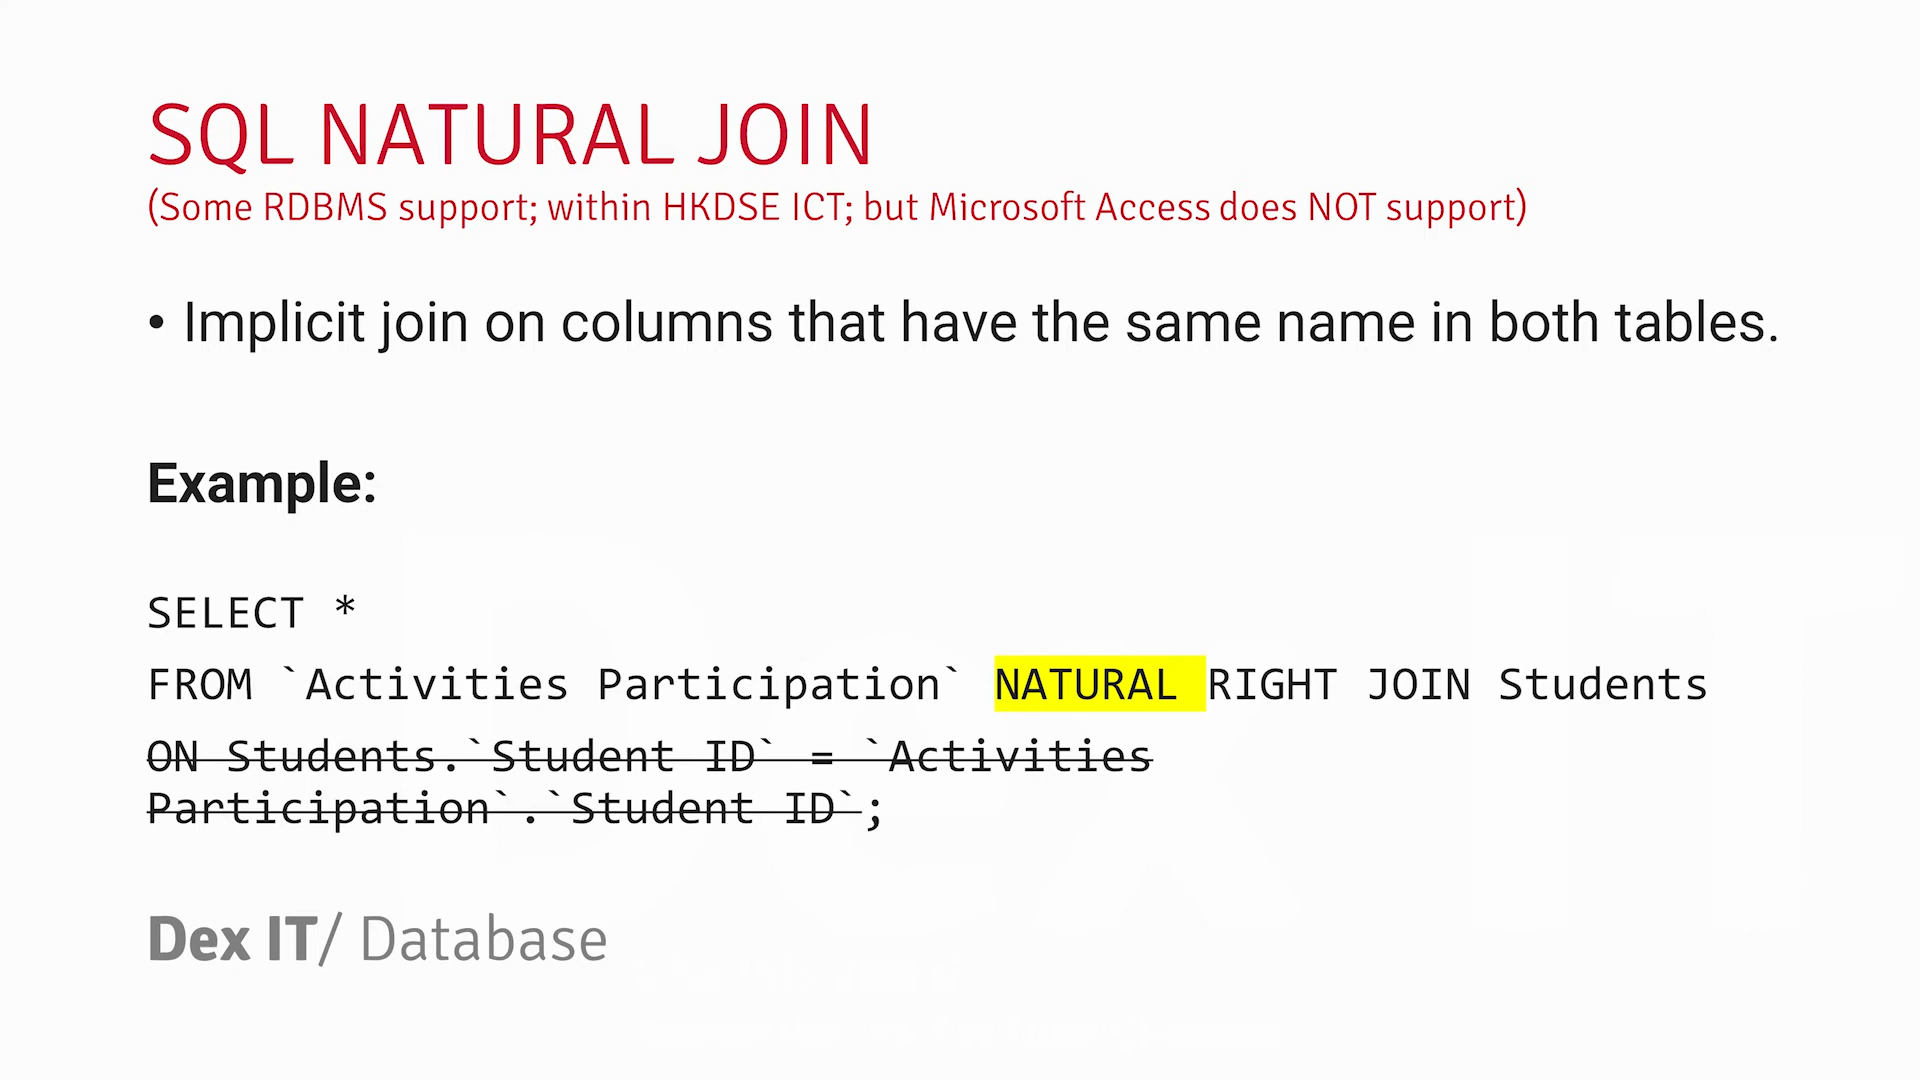 SQL NATURAL JOIN
(Some RDBMS support; within HKDSE ICT; but Microsoft Access does NOT support)
• Implicit join on columns that have the same name in both tables.
Example:
SELECT *
FROM `Activities Participation` NATURAL RIGHT JOIN Students
ON Students.`Student ID` = `Activities
Participation`.`Student ID`;
Dex IT/ Database